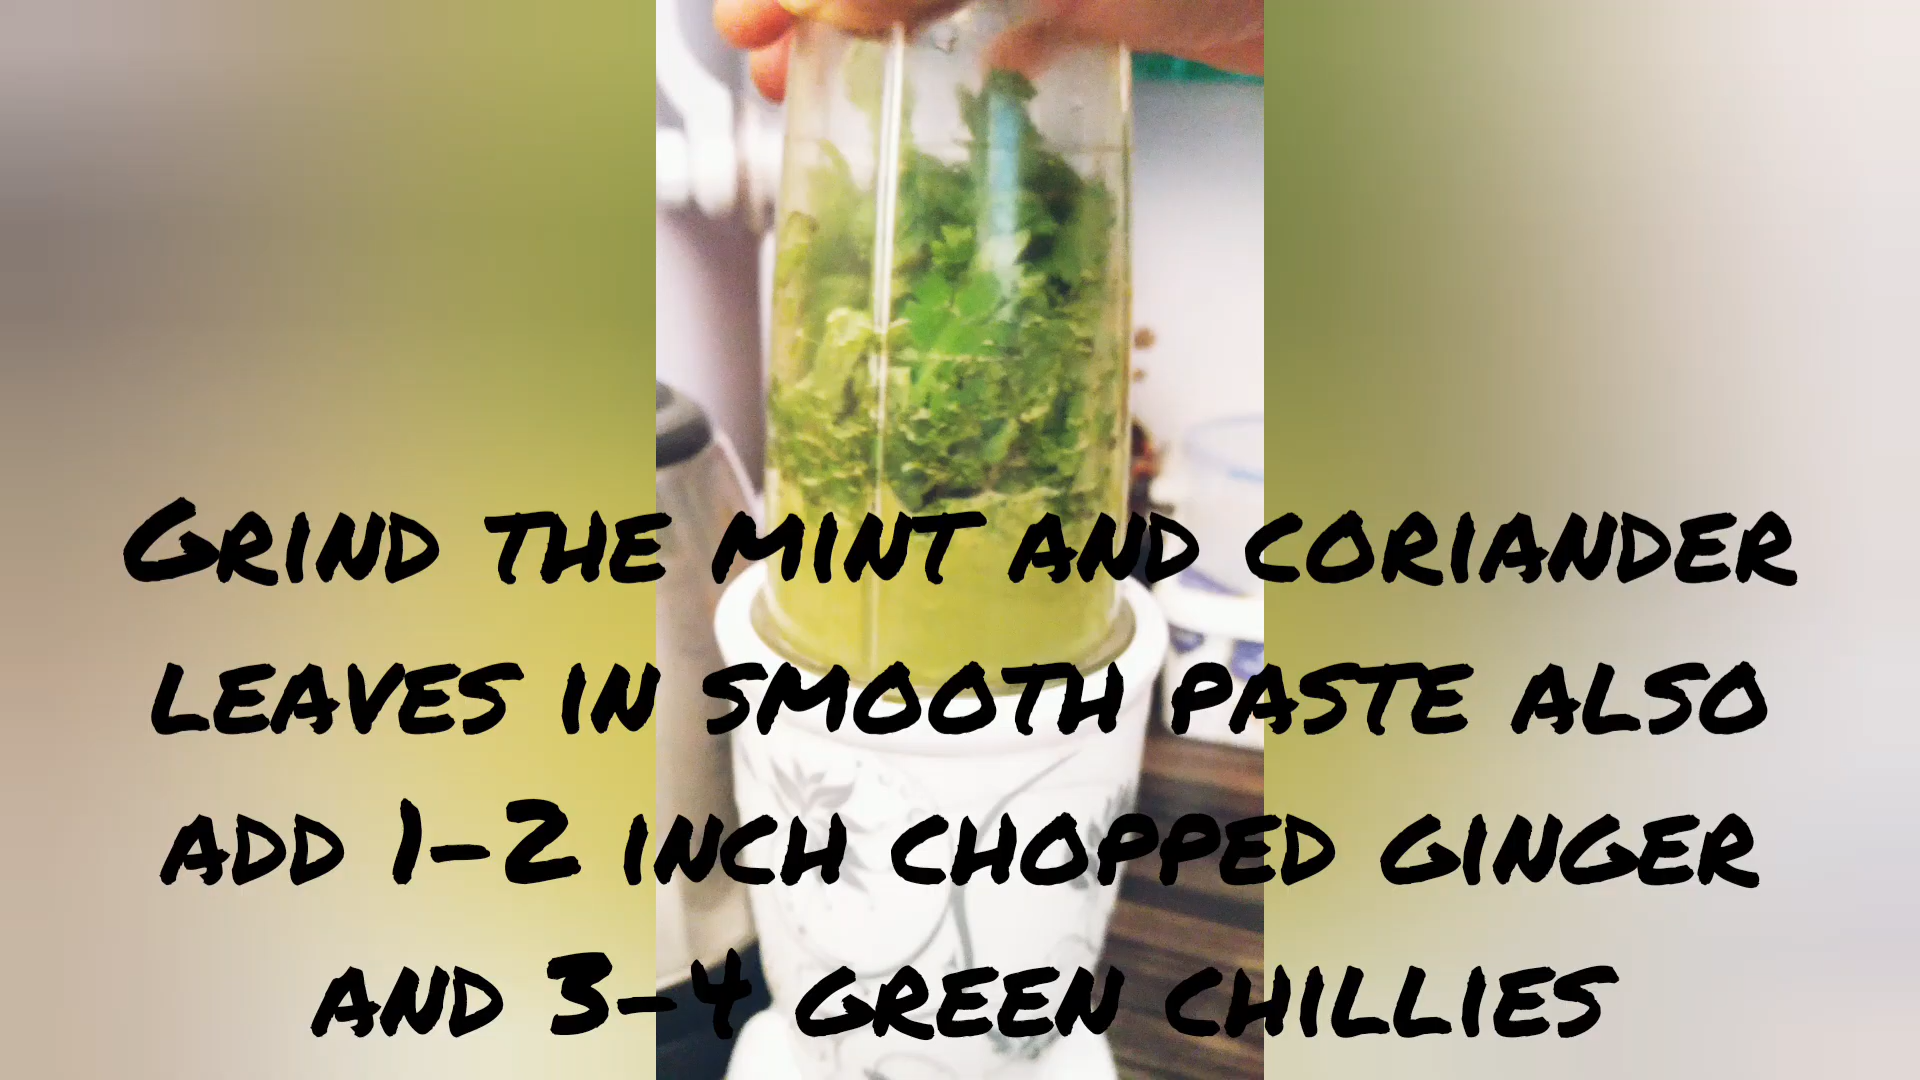 Grind the mint and coriander
leaves in smooth paste also
add 1-2 inch chopped ginger
and 3-4 green chillies